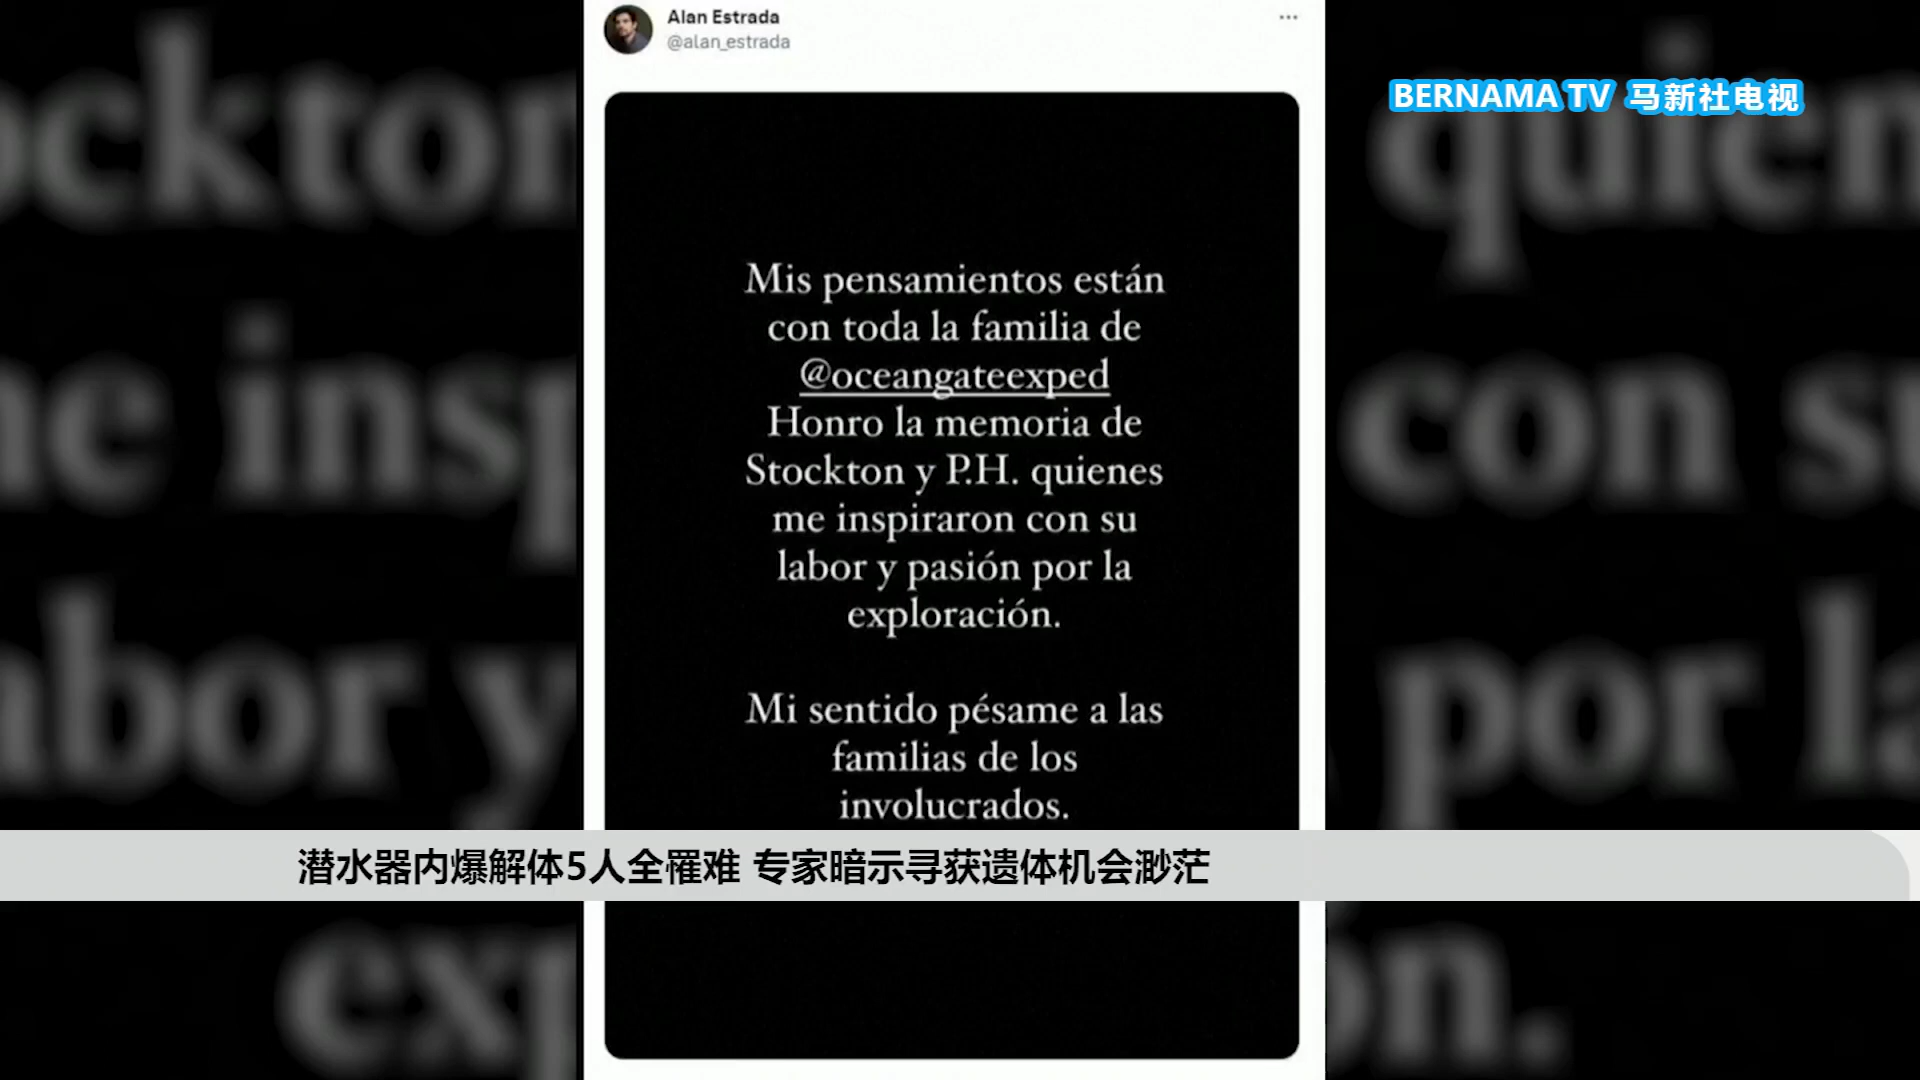 Alan Estrada
@alan_estrada
BERNAMA TV 马新社电视
Mis pensamientos están
con toda la familia de
@oceangateexped
Honro la memoria de
Stockton y P.H. quienes
me inspiraron con su
labor y pasión por la
exploración.
Mi sentido pésame a las
familias de los
involucrados.
潜水器内爆解体5人全罹难 专家暗示寻获遗体机会渺茫